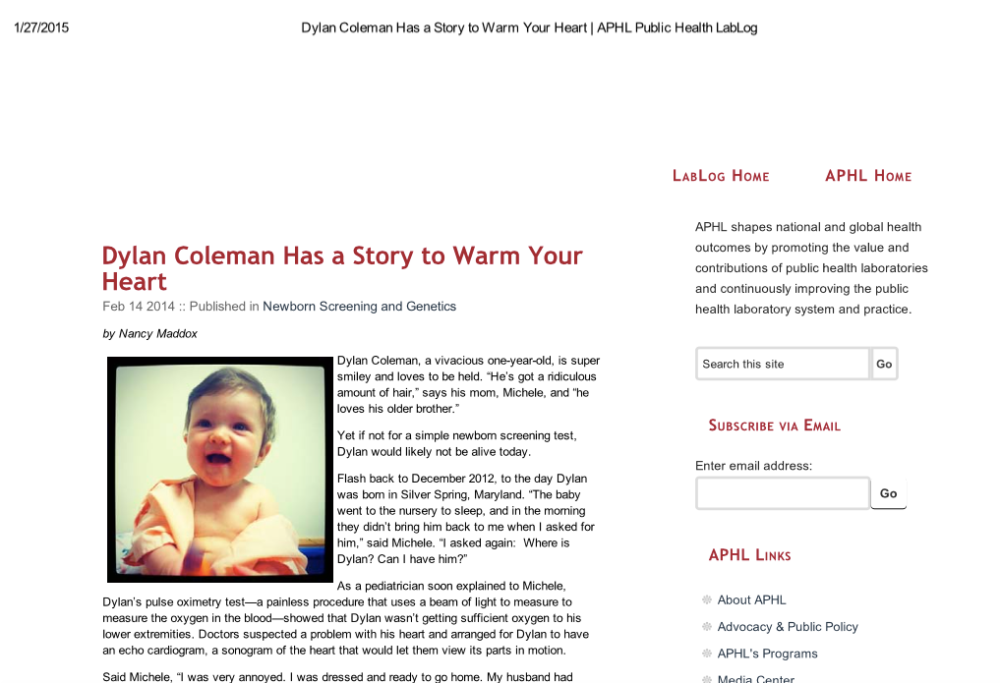 1/27/2015
Dylan Coleman Has a Story to Warm Your Heart | APHL Public Health LabLog
LabLog Home
APHL Home
Dylan Coleman Has a Story to Warm Your
Heart
Feb 14 2014 :: Published in Newborn Screening and Genetics
by Nancy Maddox
Dylan Coleman, a vivacious one-year-old, is super
smiley and loves to be held. “He’s got a ridiculous
amount of hair,” says his mom, Michele, and “he
loves his older brother.”
Yet if not for a simple newborn screening test,
Dylan would likely not be alive today.
Flash back to December 2012, to the day Dylan
was born in Silver Spring, Maryland. “The baby
went to the nursery to sleep, and in the morning
they didn’t bring him back to me when I asked for
him,” said Michele. “I asked again:  Where is
Dylan? Can I have him?”
As a pediatrician soon explained to Michele,
Dylan’s pulse oximetry test—a painless procedure that uses a beam of light to measure to
measure the oxygen in the blood—showed that Dylan wasn’t getting sufficient oxygen to his
lower extremities. Doctors suspected a problem with his heart and arranged for Dylan to have
an echo cardiogram, a sonogram of the heart that would let them view its parts in motion.
Said Michele, “I was very annoyed. I was dressed and ready to go home. My husband had
APHL shapes national and global health
outcomes by promoting the value and
contributions of public health laboratories
and continuously improving the public
health laboratory system and practice.
Search this site
Go
Subscribe via Email
Enter email address:
Go
APHL Links
About APHL
Advocacy & Public Policy
APHL's Programs
Media Center